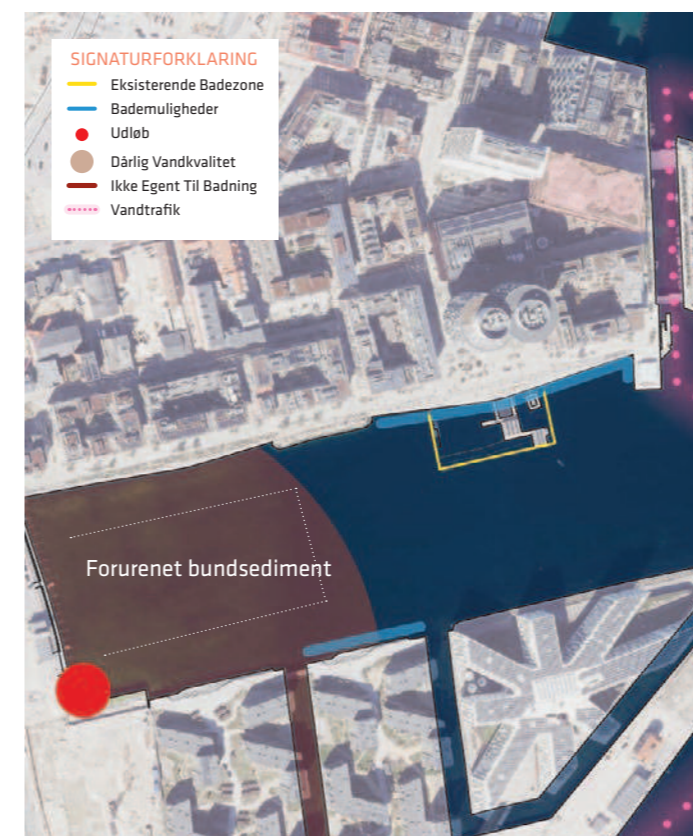 SIGNATURFORKLARING
Eksisterende Badezone
Bademuligheder
Udløb
Dårlig Vandkvalitet
Ikke Egent Til Badning
Vandtrafik
Forurenet bundsediment